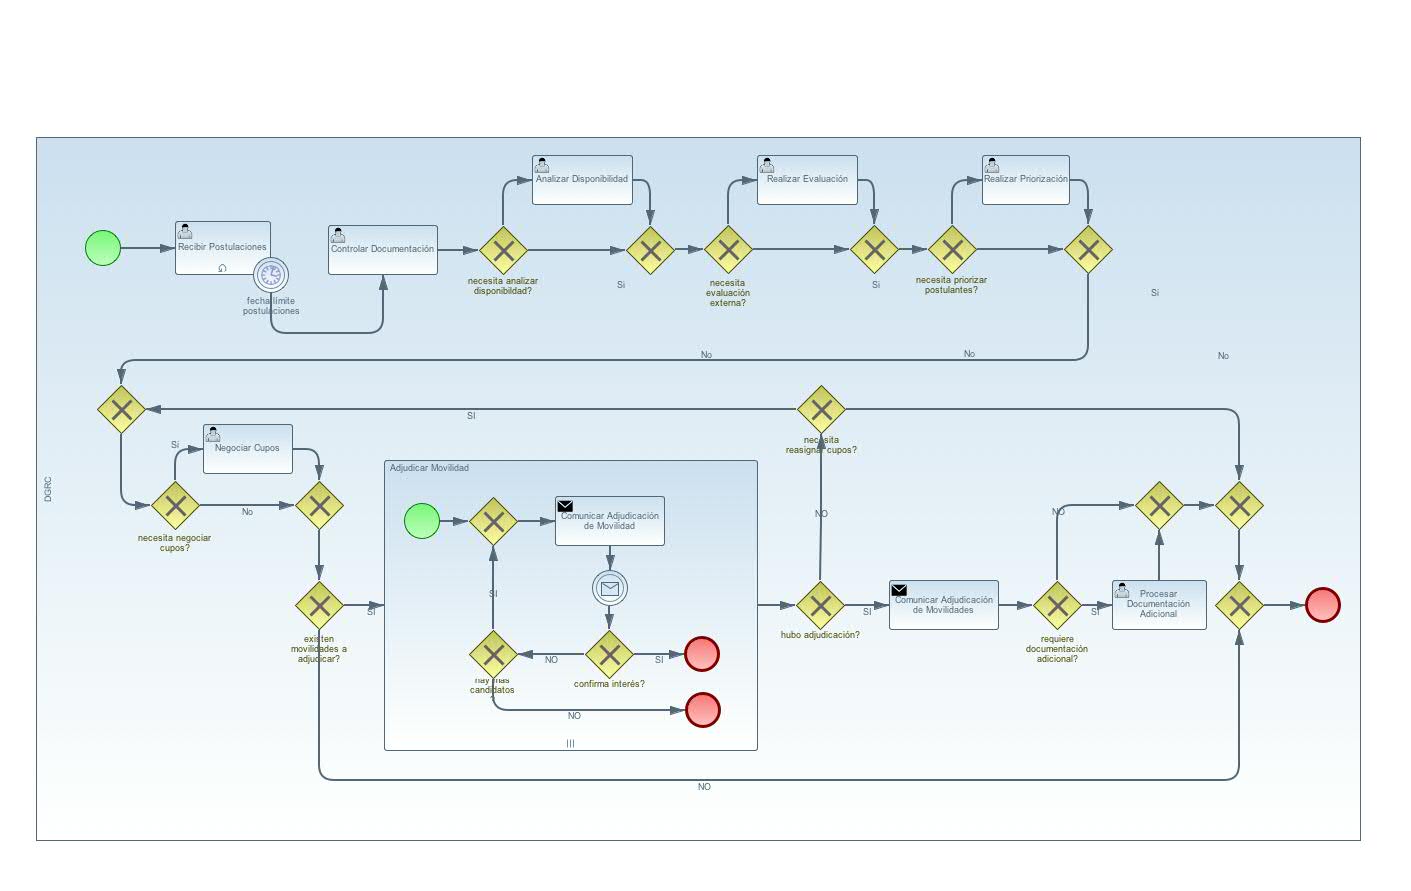 Analizar Disponibilidad
Realizar Evaluación
Realizar Priorización
Recibir Postulaciones
Controlar Documentación
fecha límite
postulaciones
necesita analizar
disponibildad?
Si
necesita
evaluación
externa?
Si
necesita priorizar
postulantes?
Si
No
No
No
SI
necesita
reasignar cupos?
Si
Negociar Cupos
No
necesita negociar
cupos?
DGRC
Adjudicar Movilidad
Comunicar Adjudicación
de Movilidad
SI
NO
SI
hay mas
candidatos
?
confirma interés?
NO
existen
movilidades a
adjudicar?
SI
NO
hubo adjudicación?
SI
Comunicar Adjudicación
de Movilidades
NO
requiere
documentación
adicional?
SI
Procesar
Documentación
Adicional
NO